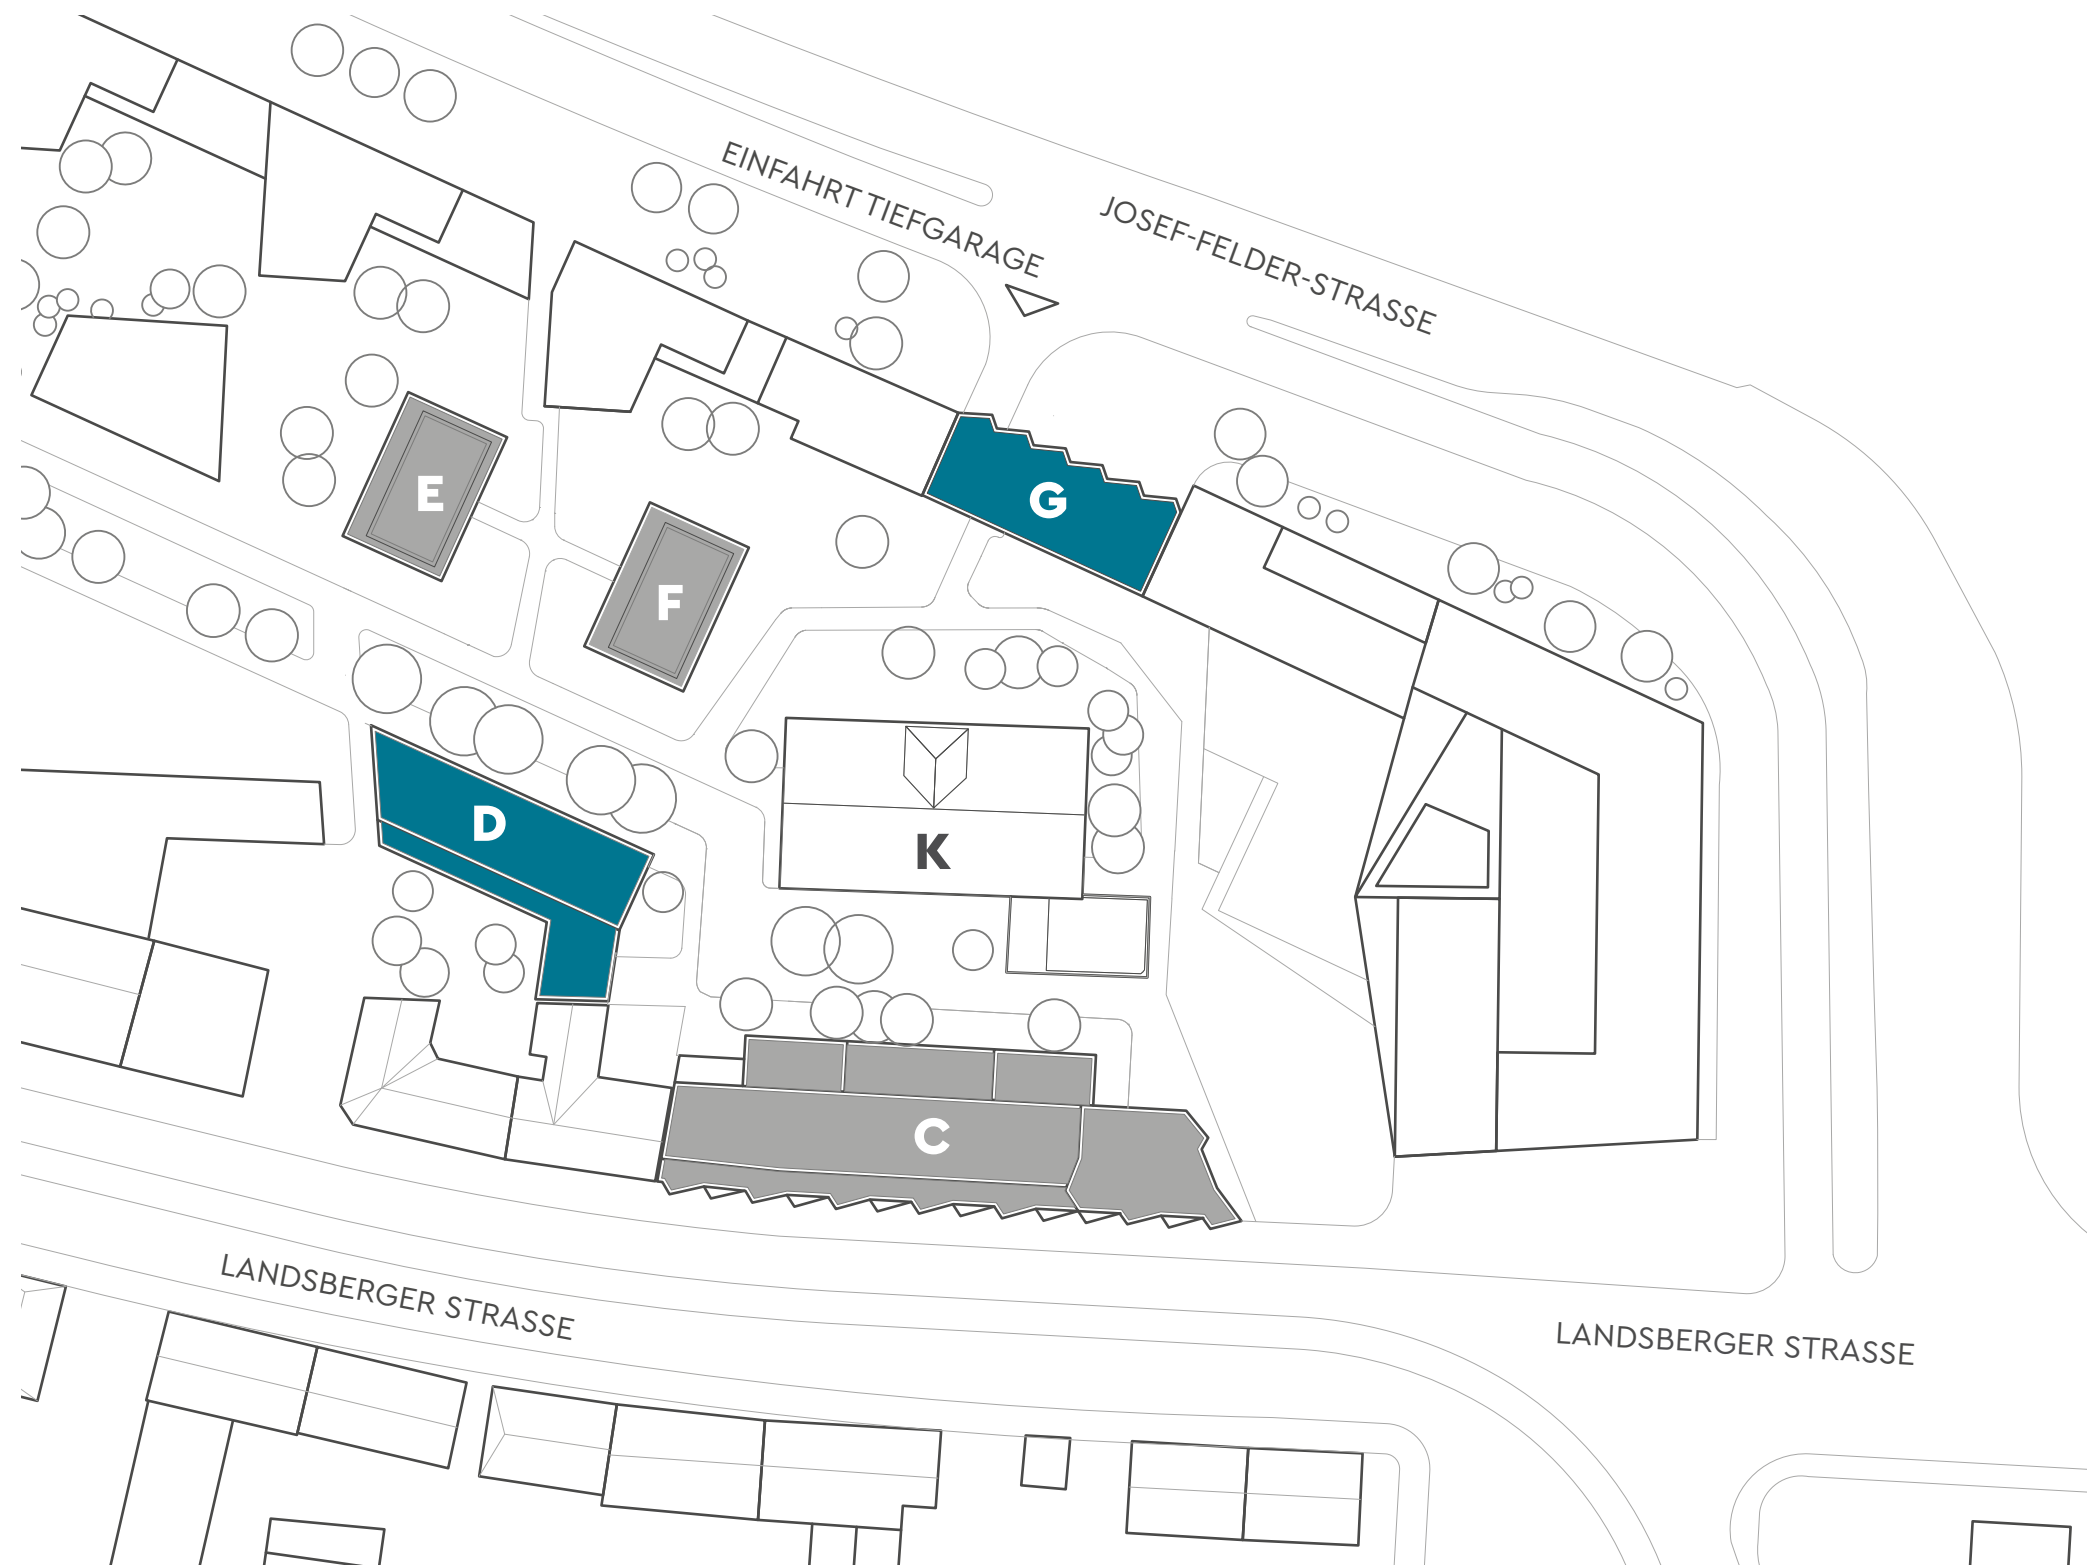 EINFAHRT TIEFGARAGE
JOSEF-FELDER-STRASSE
E
G
F
D
K
C
LANDSBERGER STRASSE
LANDSBERGER STRASSE